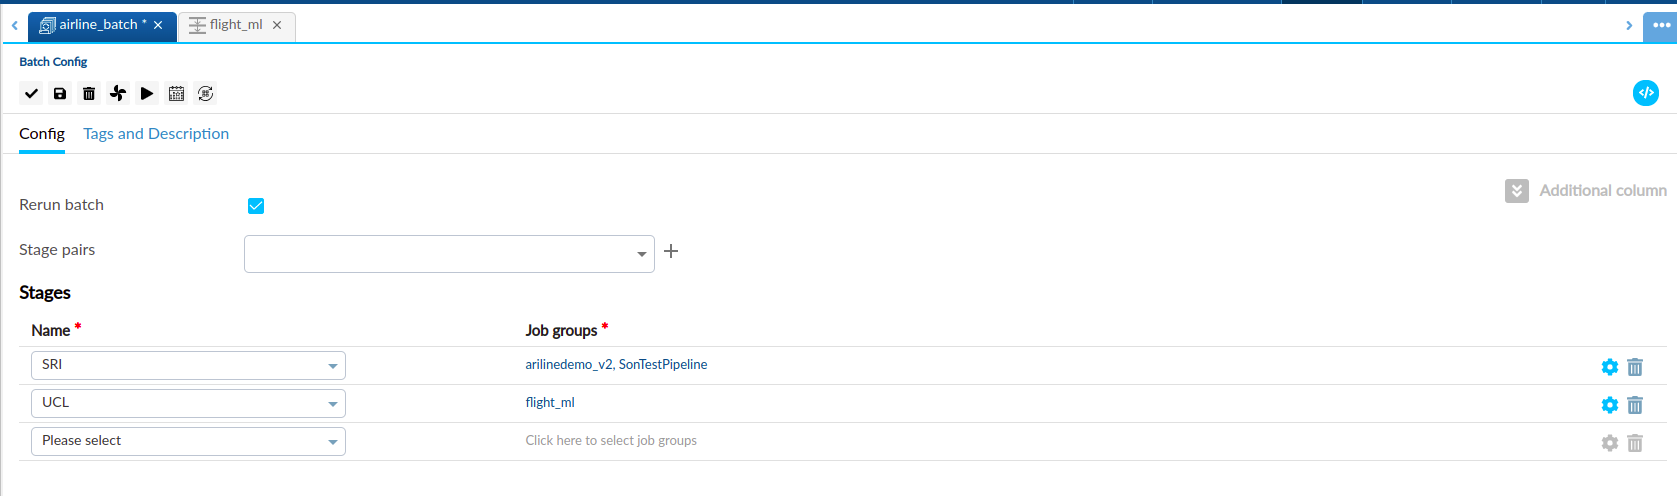 airline_batch * ×
flight_ml ×
Batch Config
Config Tags and Description
Additional column
Rerun batch
Stage pairs
Stages
Name * Job groups *
SRI arilinedemo_v2, SonTestPipeline
UCL flight_ml
Please select Click here to select job groups